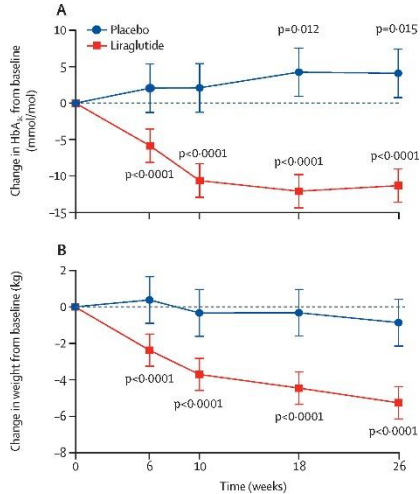 A
Placebo
Liraglutide
p=0·012
p=0·015
Change in HbA1c from baseline
(mmol/mol)
10
5
0
−5
−10
−15
p<0·0001
p<0·0001
p<0·0001
p<0·0001
B
Change in weight from baseline (kg)
2
0
−2
−4
−6
−8
p<0·0001
p<0·0001
p<0·0001
p<0·0001
0
6
10
18
26
Time (weeks)